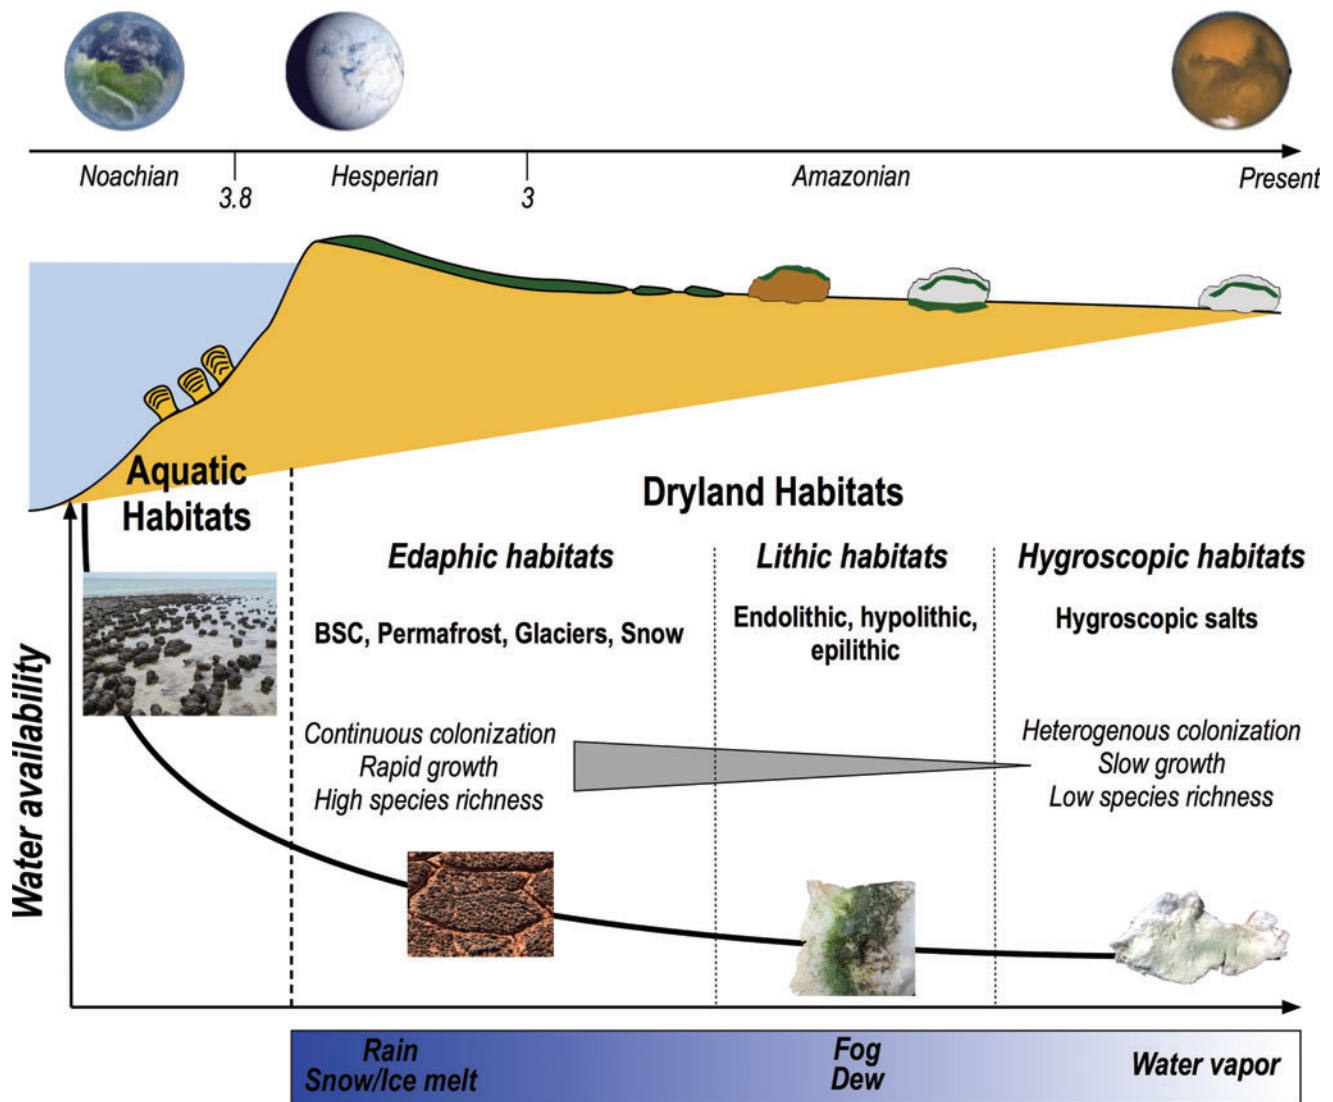 Noachian
Hesperian
Amazonian
Present
3.8
3
Aquatic
Habitats
Dryland Habitats
Edaphic habitats
Lithic habitats
Hygroscopic habitats
BSC, Permafrost, Glaciers, Snow
Endolithic, hypolithic,
epilithic
Hygroscopic salts
Water availability
Continuous colonization
Rapid growth
High species richness
Heterogenous colonization
Slow growth
Low species richness
Rain
Snow/Ice melt
Fog
Dew
Water vapor